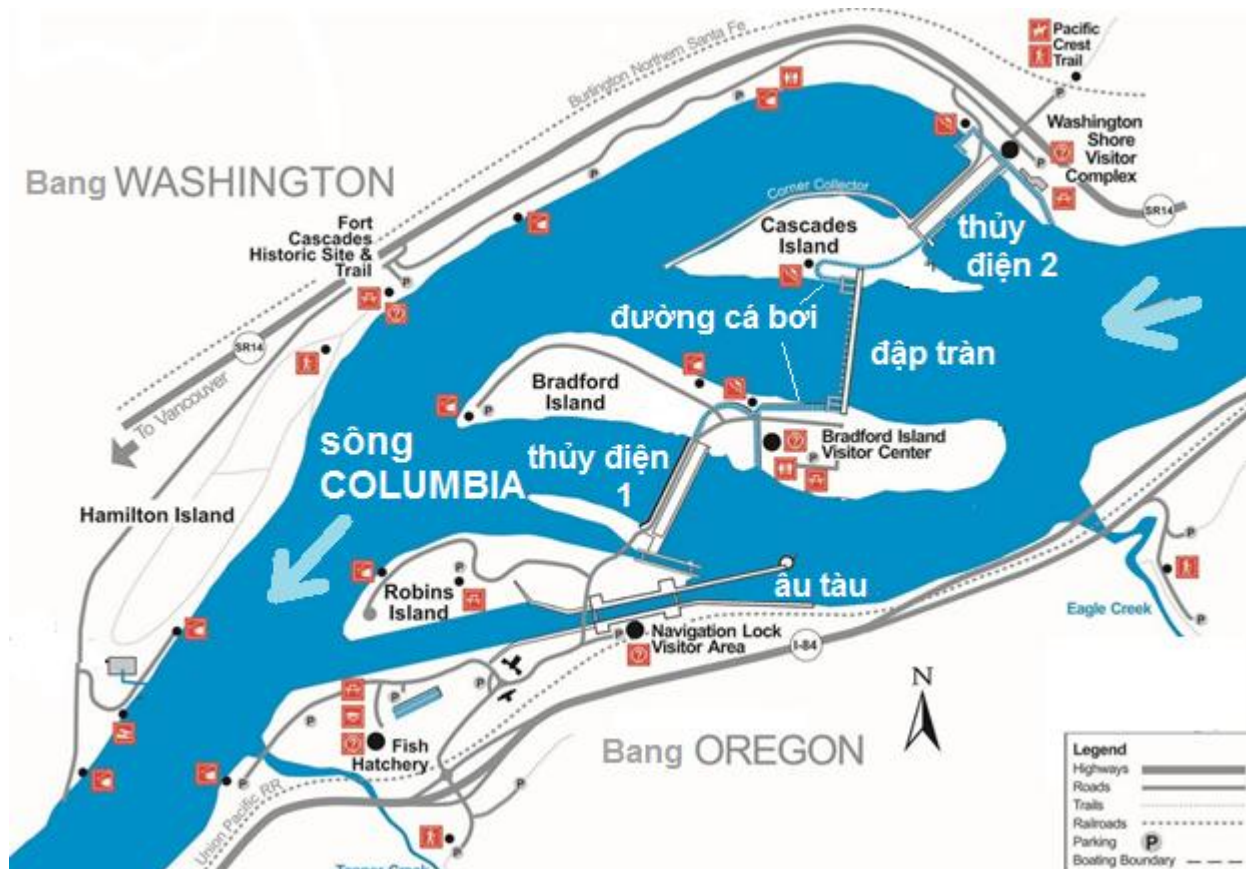 Burlington Northern Santa Fe
Pacific
Crest
Trail
P
P
Washington
Shore
Visitor
Complex
P
SR14
Bang WASHINGTON
P
Corner Collector
Fort
Cascades
Historic Site &
Trail
P
Cascades
Island
thủy
điện 2
đường cá bơi
đập tràn
SR14
To Vancouver
Bradford
Island
P
Bradford Island
Visitor Center
P
sông
COLUMBIA
thủy điện
1
Hamilton Island
P
Robins
Island
P
âu tàu
Eagle Creek
P
P
Navigation Lock
Visitor Area
I-84
N
P
P
P
Fish
Hatchery
Bang OREGON
P
Union Pacific RR
P
Legend
Highways
Roads
Trails
Railroads
Parking P
Boating Boundary